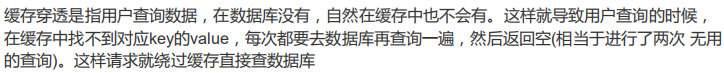 缓存穿透是指用户查询数据，在数据库没有，自然在缓存中也不会有。这样就导致用户查询的时候，
在缓存中找不到对应key的value，每次都要去数据库再查询一遍，然后返回空(相当于进行了两次 无用
的查询)。这样请求就绕过缓存直接查数据库